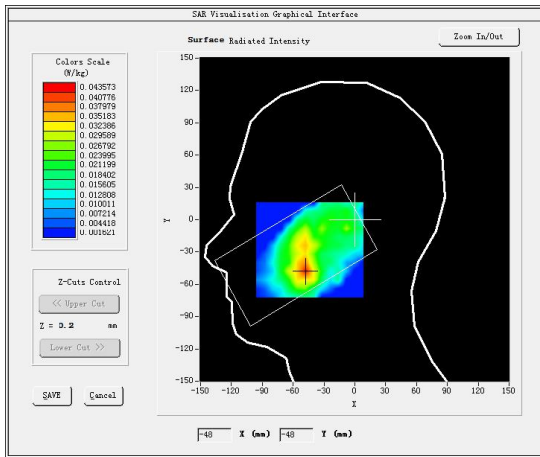 SAR Visualisation Graphical Interface
Surface Radiated Intensity
Zoom In/Out
Colors Scale
(W/kg)
0.043573
0.040776
0.037979
0.035183
0.032386
0.026792
0.023995
0.021199
0.018402
0.015605
0.012808
0.010011
0.007214
0.004418
0.001621
150
120
90
60
30
0
-30
-60
-90
-120
-150
Y
-150 -120 -90 -60 -30 0 30 60 90 120 150
X
Z-Cuts Control
<< Upper Cut
Z = 0.2 mm
Lower Cut >>
SAVE Cancel
-48 X (mm) -48 Y (mm)